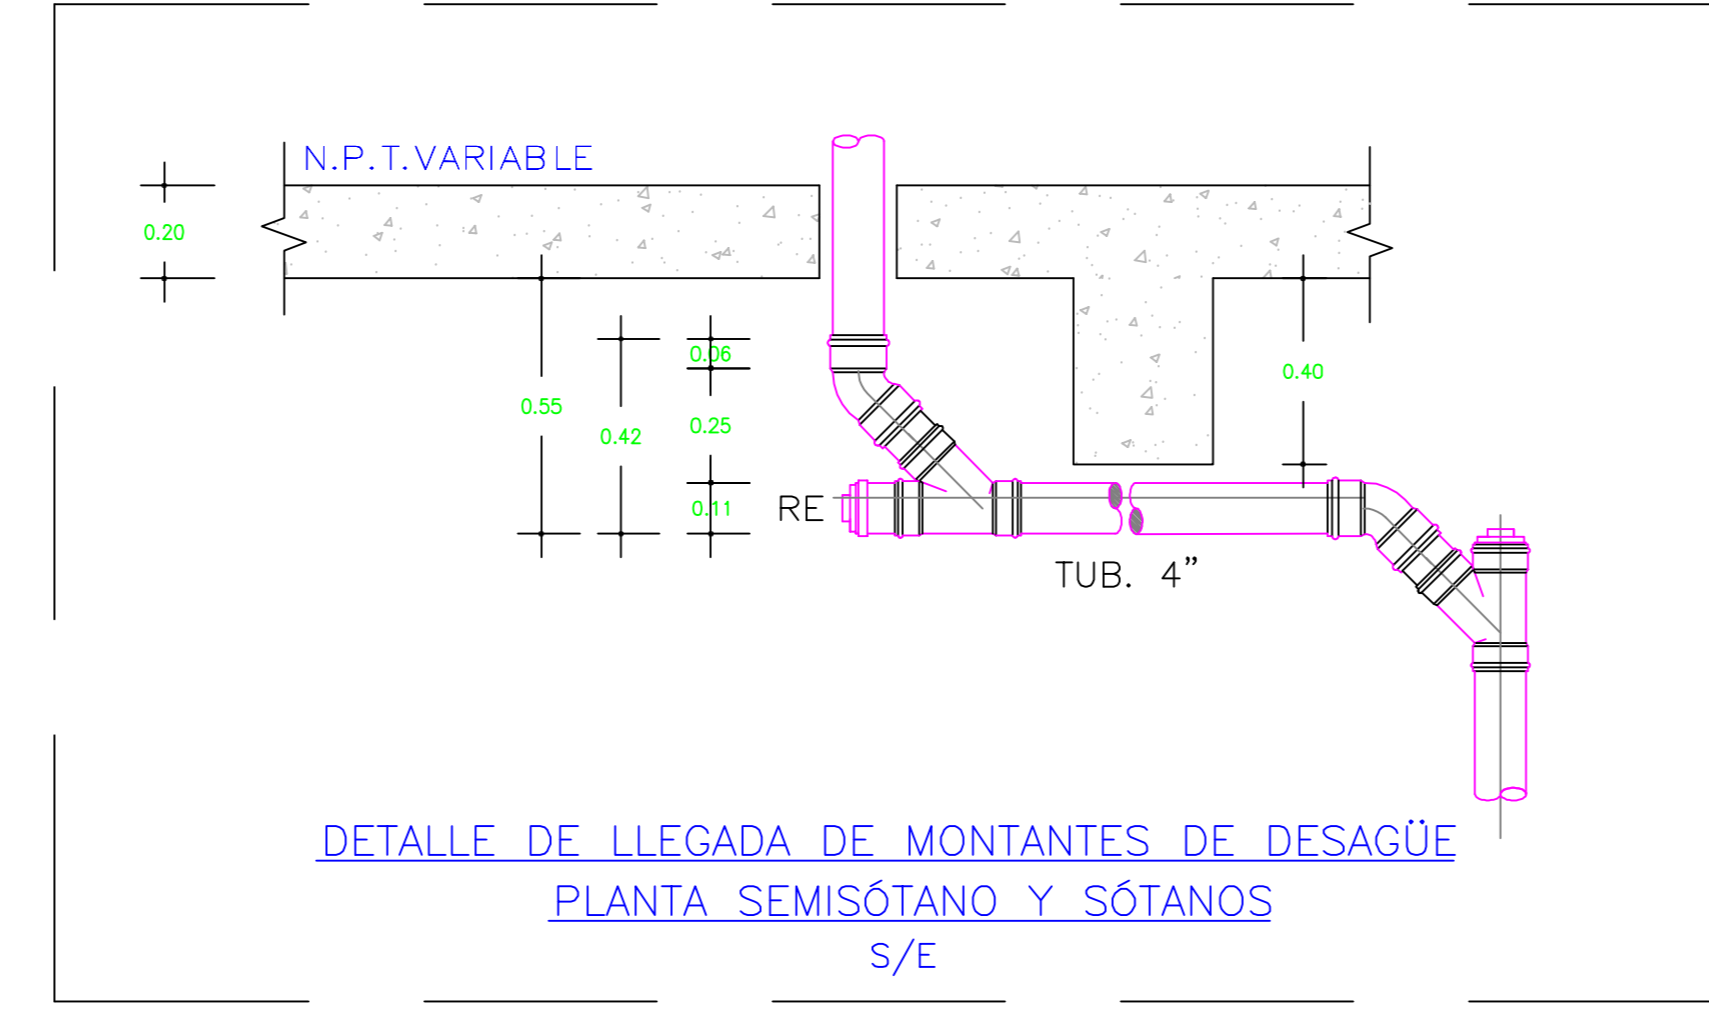 N.P.T.VARIABLE
0.20
0.06
0.40
0.55
0.25
0.42
RE
0.11
TUB. 4”
DETALLE DE LLEGADA DE MONTANTES DE DESAGÜE
PLANTA SEMISÓTANO Y SÓTANOS
S/E